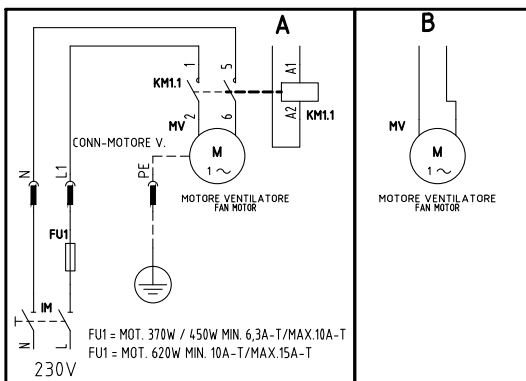 A
B
1
5
A1
KM1.1
A2
KM1.1
2
6
MV
MV
CONN-MOTORE V.
M
1 ~
M
1 ~
N
L1
PE
MOTORE VENTILATORE
FAN MOTOR
MOTORE VENTILATORE
FAN MOTOR
FU1
IM
N
L
FU1 = MOT. 370W / 450W MIN. 6,3A-T/MAX.10A-T
FU1 = MOT. 620W MIN. 10A-T/MAX.15A-T
230V